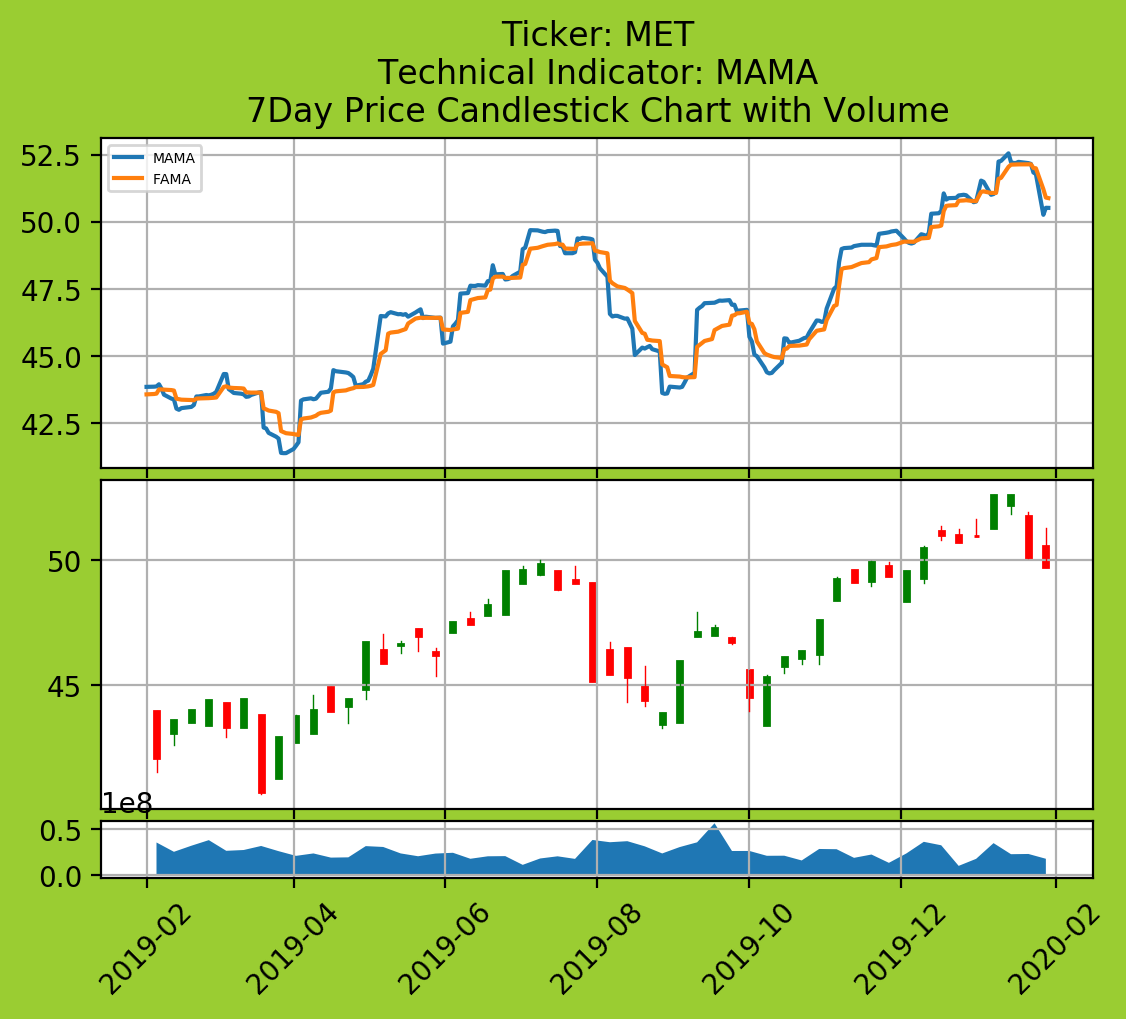 Ticker: MET
Technical Indicator: MAMA
7Day Price Candlestick Chart with Volume
52.5
50.0
47.5
45.0
42.5
MAMA
FAMA
50
45
1e8
0.5
0.0
2019-02
2019-04
2019-06
2019-08
2019-10
2019-12
2020-02